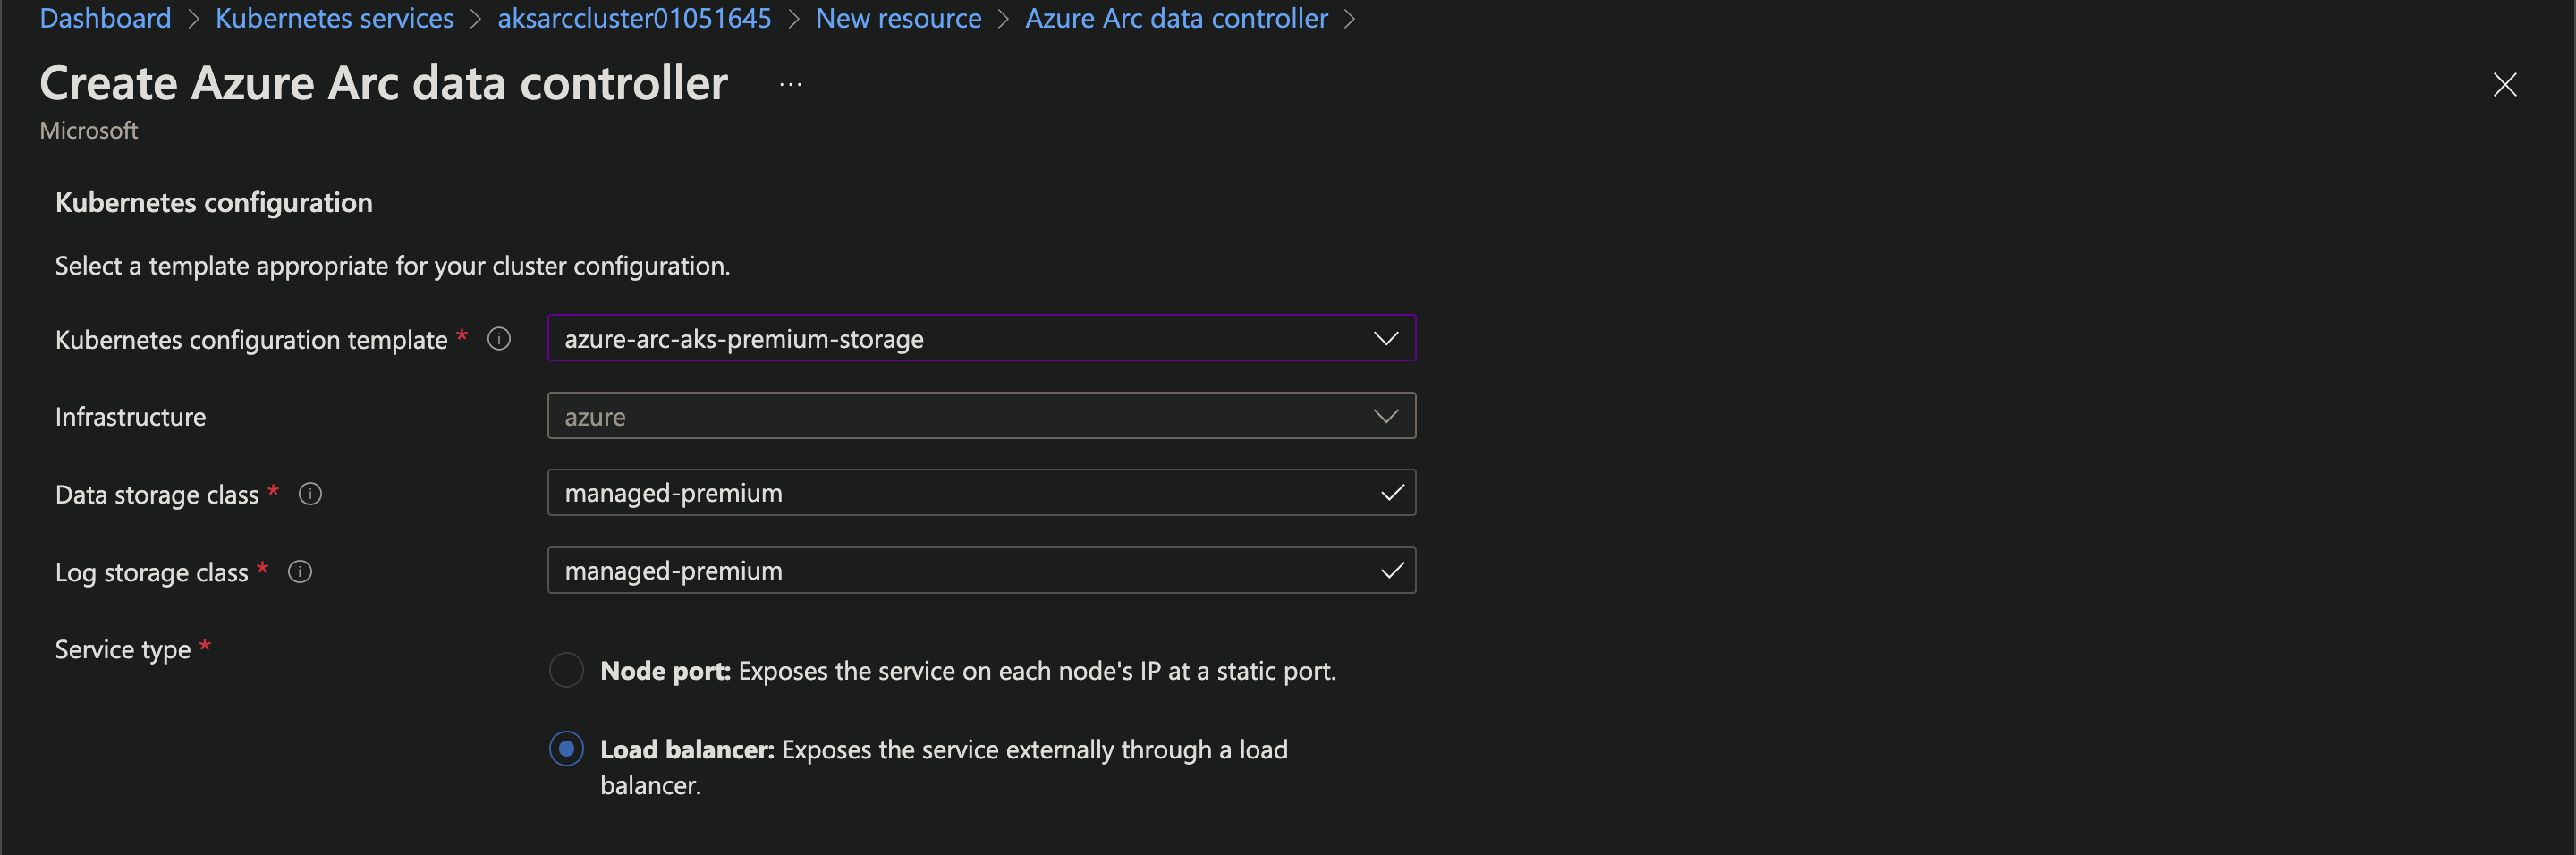 Dashboard > Kubernetes services > aksarccluster01051645 > New resource > Azure Arc data controller >
Create Azure Arc data controller ...
Microsoft
Kubernetes configuration
Select a template appropriate for your cluster configuration.
Kubernetes configuration template * azure-arc-aks-premium-storage
Infrastructure azure
Data storage class * managed-premium
Log storage class * managed-premium
Service type *
Node port: Exposes the service on each node's IP at a static port.
Load balancer: Exposes the service externally through a load
balancer.